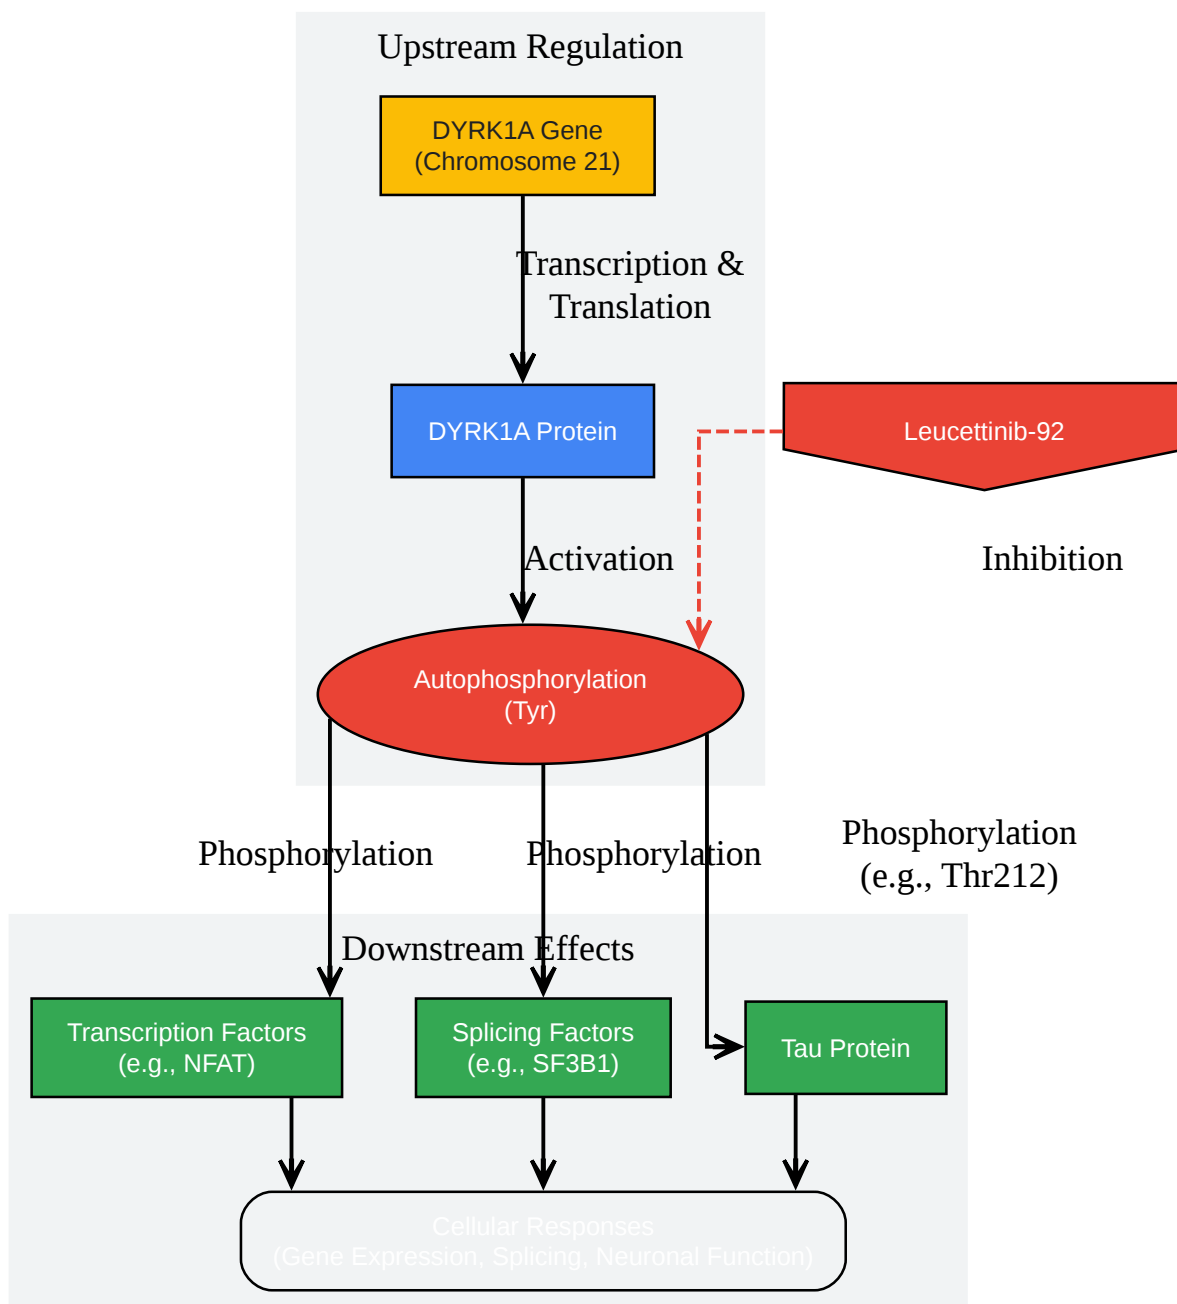 Upstream Regulation
DYRK1A Gene
(Chromosome 21)
Transcription &
Translation
DYRK1A Protein
Leucettinib-92
Activation
Inhibition
Autophosphorylation
(Tyr)
Phosphorylation
Phosphorylation
Phosphorylation
(e.g., Thr212)
Downstream Effects
Transcription Factors
(e.g., NFAT)
Splicing Factors
(e.g., SF3B1)
Tau Protein
Cellular Responses
(Gene Expression, Splicing, Neuronal Function)